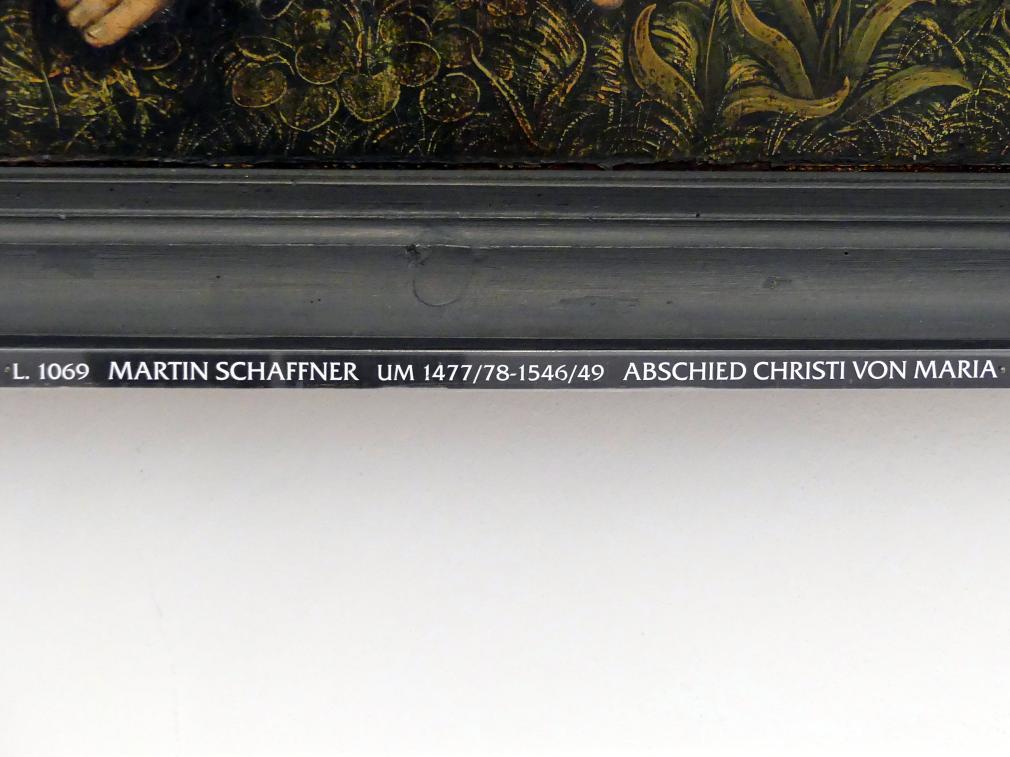 L. 1069 MARTIN SCHAFFNER UM 1477/78-1546/49 ABSCHIED CHRISTI VON MARIA